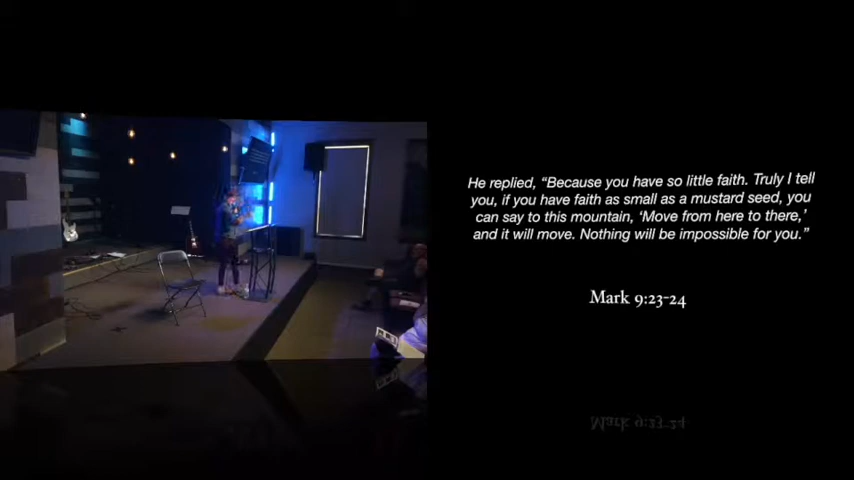 He replied, “Because you have so little faith. Truly I tell
you, if you have faith as small as a mustard seed, you
can say to this mountain, ‘Move from here to there,’
and it will move. Nothing will be impossible for you.”
Mark 9:23-24